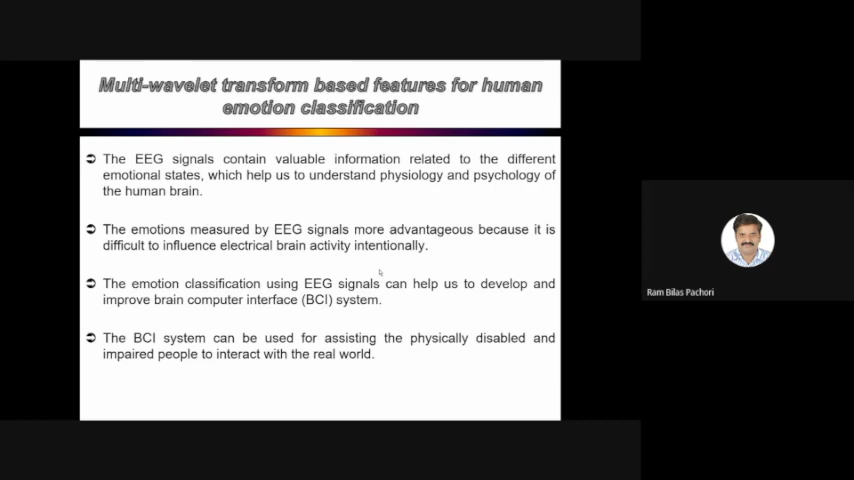 Multi-wavelet transform based features for human
emotion classification
The EEG signals contain valuable information related to the different
emotional states, which help us to understand physiology and psychology of
the human brain.
The emotions measured by EEG signals more advantageous because it is
difficult to influence electrical brain activity intentionally.
The emotion classification using EEG signals can help us to develop and
improve brain computer interface (BCI) system.
The BCI system can be used for assisting the physically disabled and
impaired people to interact with the real world.
Ram Bilas Pachori